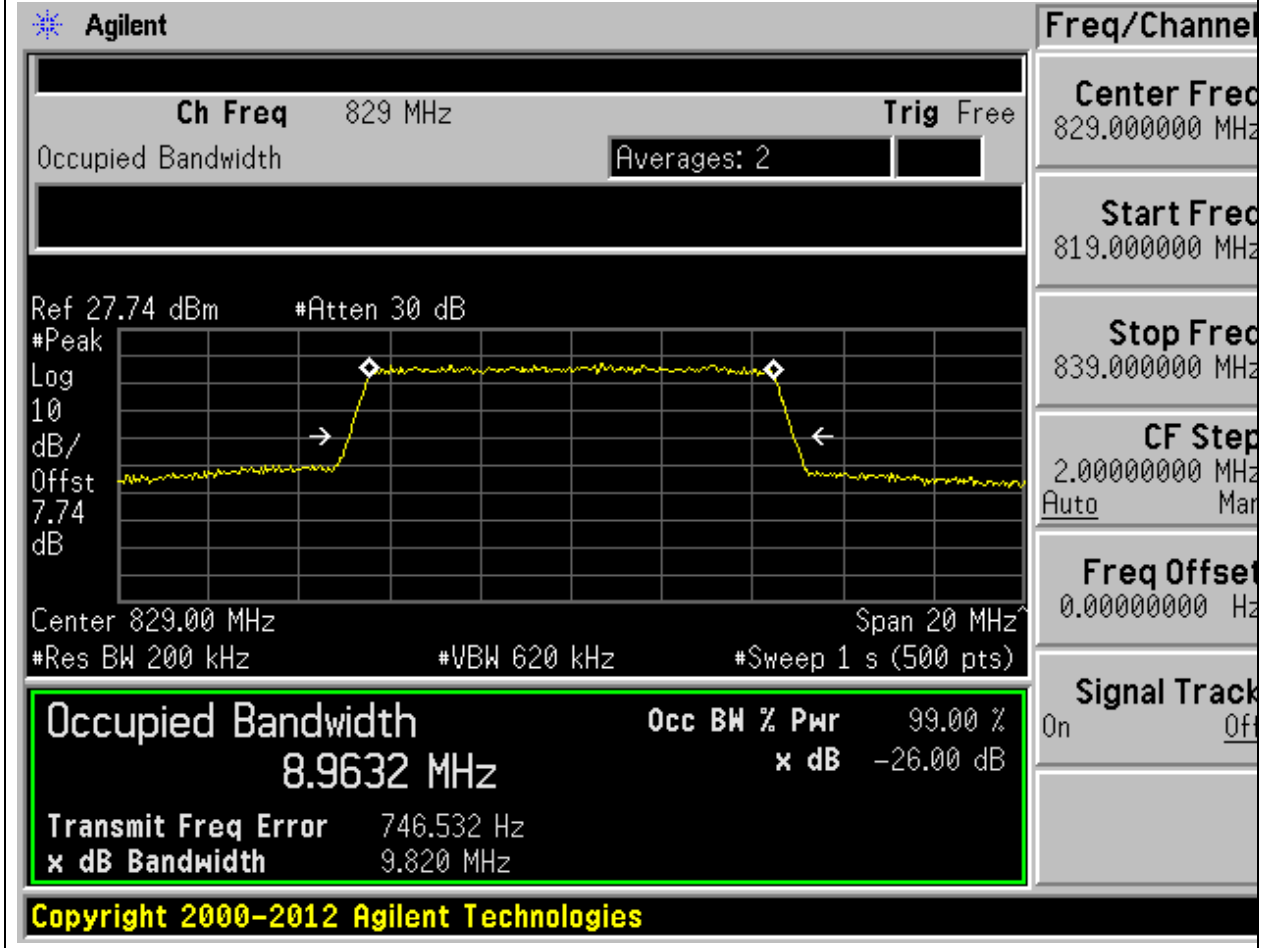 Agilent
Freq/Channel
Ch Freq 829 MHz Trig Free
Occupied Bandwidth Averages: 2
Center Freq
829.000000 MHz
Start Freq
819.000000 MHz
Stop Freq
839.000000 MHz
CF Step
2.00000000 MHz
Auto Man
Freq Offset
0.00000000 Hz
Signal Track
On Off
Ref 27.74 dBm #Atten 30 dB
#Peak
Log
10
dB/
Offst
7.74
dB
Center 829.00 MHz Span 20 MHz^
#Res BW 200 kHz #VBW 620 kHz #Sweep 1 s (500 pts)
Occupied Bandwidth Occ BW % Pwr 99.00 %
8.9632 MHz x dB -26.00 dB
Transmit Freq Error 746.532 Hz
x dB Bandwidth 9.820 MHz
Copyright 2000-2012 Agilent Technologies